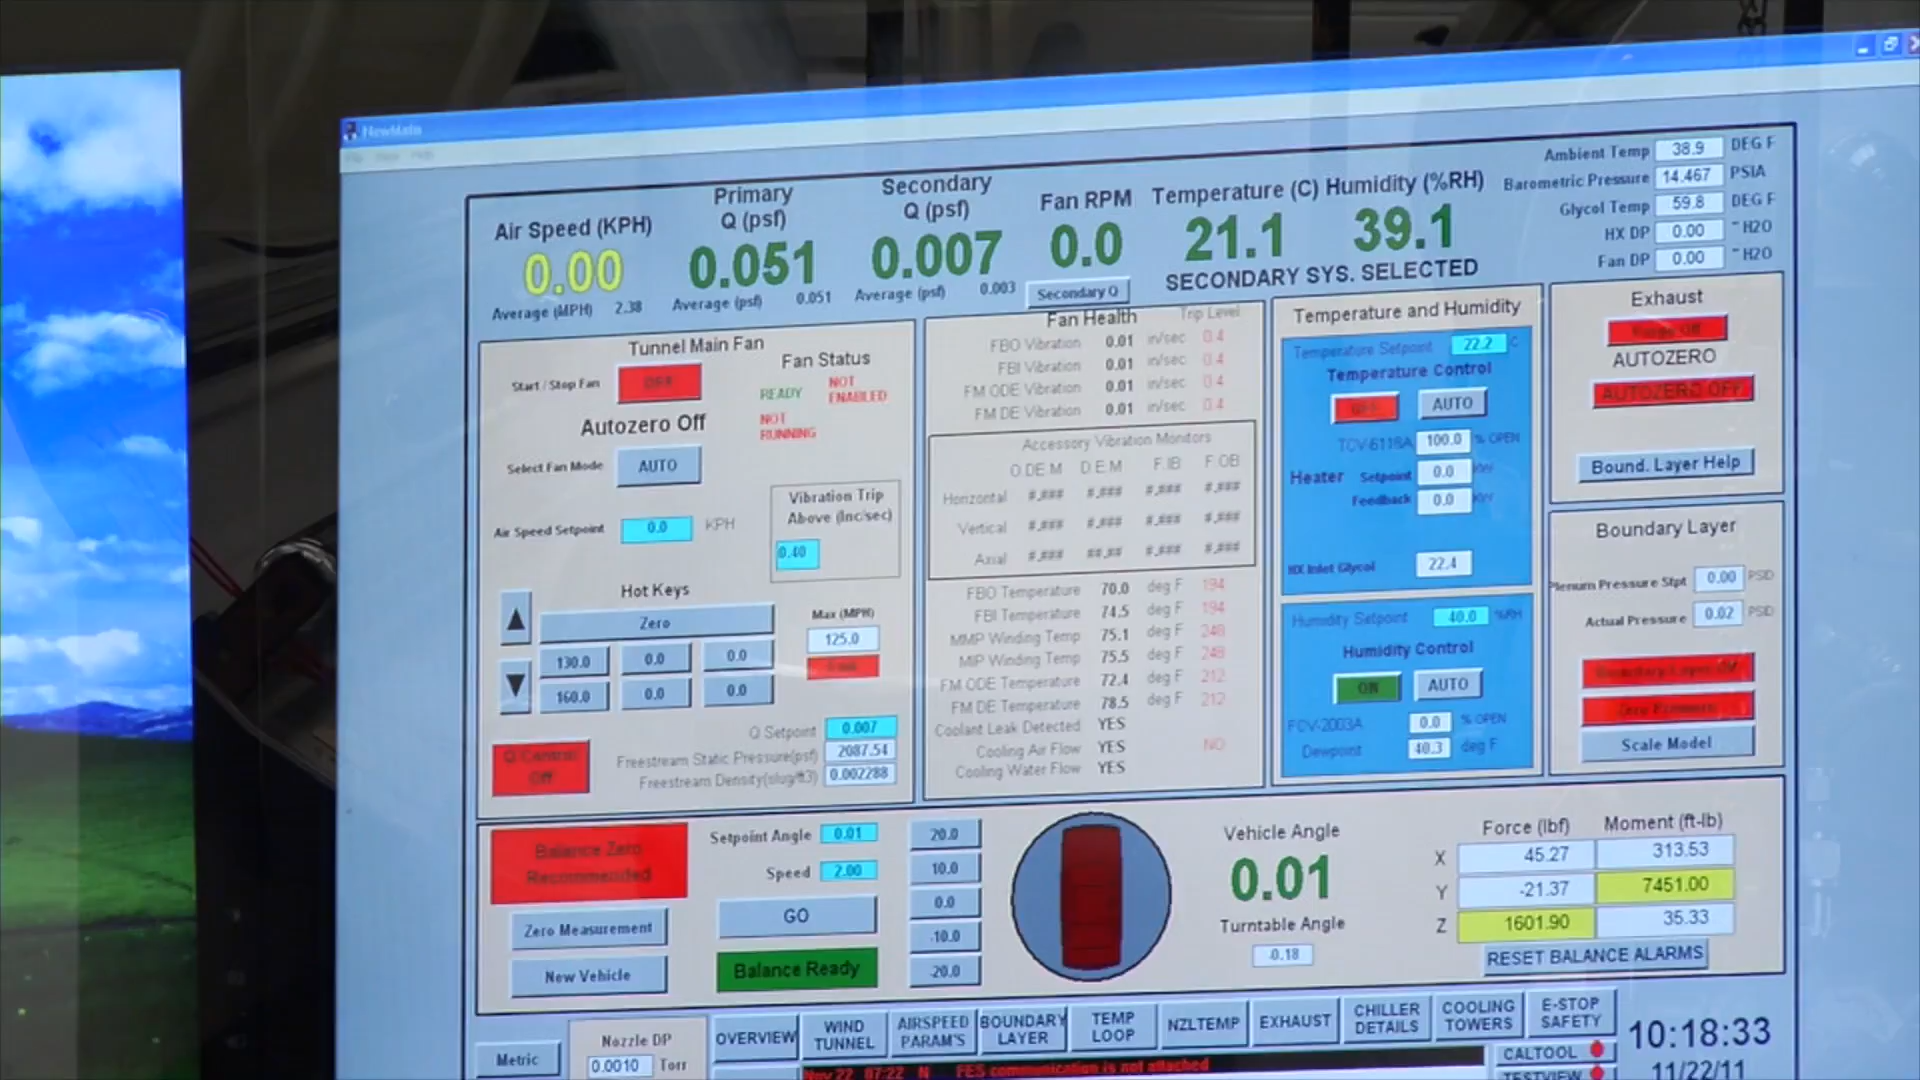 NewMain
Air Speed (KPH)
0.00
Average (MPH) 2.38
Primary
Q (psf)
0.051
Average (psf) 0.051
Secondary
Q (psf)
0.007
Average (psf) 0.003
Fan RPM
0.0
Secondary Q
Temperature (C) Humidity (%RH)
21.1 39.1
SECONDARY SYS. SELECTED
Ambient Temp 38.9 DEG F
Barometric Pressure 14.467 PSIA
Glycol Temp 59.8 DEG F
HX DP 0.00 "H2O
Fan DP 0.00 "H2O
Tunnel Main Fan
Start / Stop Fan OFF
Fan Status
READY NOT ENABLED
NOT RUNNING
Autozero Off
Select Fan Mode AUTO
Air Speed Setpoint 0.0 KPH
Vibration Trip
Above (Inc/sec)
0.40
Hot Keys
Zero
130.0 0.0 0.0
160.0 0.0 0.0
Max (MPH)
125.0
Q Setpoint 0.007
Freestream Static Pressure(psf) 2087.54
Freestream Density(slug/ft3) 0.002288
Q Control
Off
Fan Health Trip Level
FBO Vibration 0.01 in/sec 0.4
FBI Vibration 0.01 in/sec 0.4
FM ODE Vibration 0.01 in/sec 0.4
FM DE Vibration 0.01 in/sec 0.4
Accessory Vibration Monitors
O.DE.M D.E.M F.IB F.OB
Horizontal #.### #.### #.### #.###
Vertical #.### #.### #.### #.###
Axial #.### ##.## #.### #.###
FBO Temperature 70.0 deg F 194
FBI Temperature 74.5 deg F 194
MMP Winding Temp 75.1 deg F 248
MIP Winding Temp 75.5 deg F 248
FM ODE Temperature 72.4 deg F 212
FM DE Temperature 78.5 deg F 212
Coolant Leak Detected YES
Cooling Air Flow YES NO
Cooling Water Flow YES
Temperature and Humidity
Temperature Setpoint 22.2 C
Temperature Control
OFF AUTO
TCV-6118A 100.0 % OPEN
Heater Setpoint 0.0 KW
Feedback 0.0 KW
HX Inlet Glycol 22.4
Humidity Setpoint 40.0 %RH
Humidity Control
ON AUTO
FCV-2003A 0.0 % OPEN
Dewpoint 40.3 deg F
Exhaust
AUTOZERO
AUTOZERO OFF
Bound. Layer Help
Boundary Layer
Plenum Pressure Stpt 0.00 PSID
Actual Pressure 0.02 PSID
Boundary Layer Off
Scale Model
Balance Zero
Recommended
Zero Measurement
New Vehicle
Setpoint Angle 0.01
Speed 2.00
GO
Balance Ready
20.0
10.0
0.0
-10.0
-20.0
Vehicle Angle
0.01
Turntable Angle
-0.18
Force (lbf) Moment (ft-lb)
X 45.27 313.53
Y -21.37 7451.00
Z 1601.90 35.33
RESET BALANCE ALARMS
Metric
Nozzle DP
0.0010 Torr
OVERVIEW
WIND TUNNEL
AIRSPEED PARAM'S
BOUNDARY LAYER
TEMP LOOP
NZLTEMP
EXHAUST
CHILLER DETAILS
COOLING TOWERS
E-STOP SAFETY
Nov 22 07:22 N FES communication is not attached
CALTOOL
TESTVIEW
10:18:33
11/22/11